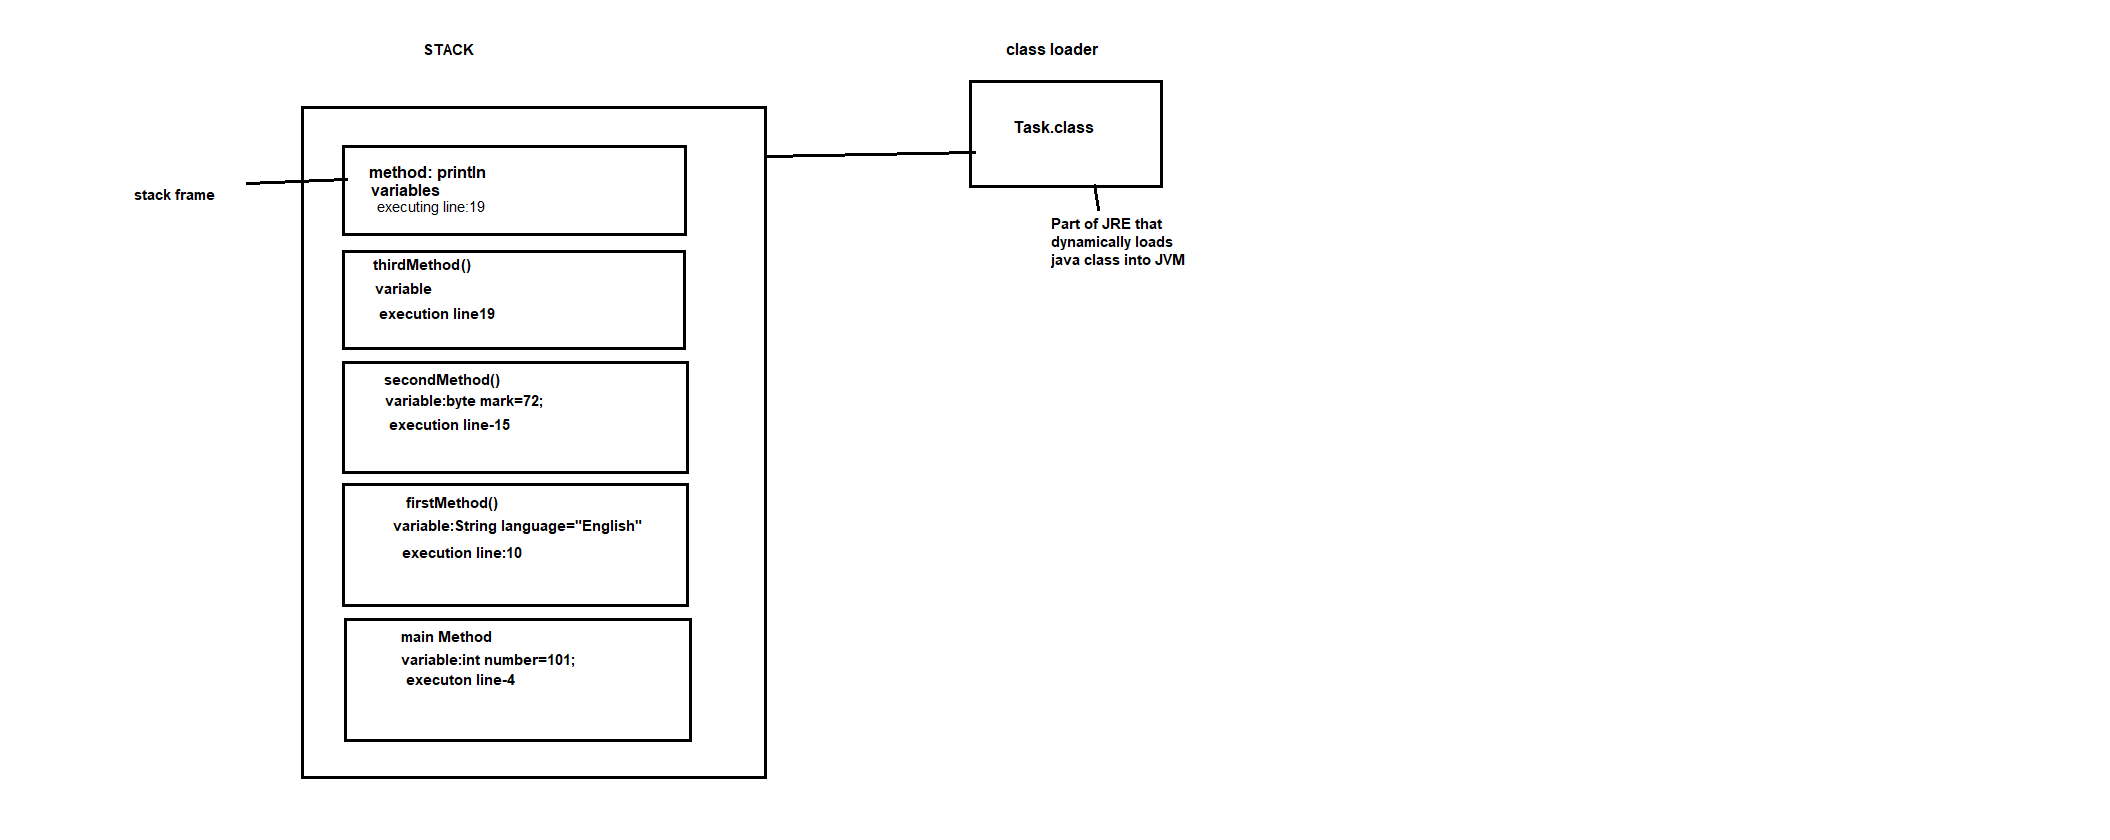 STACK
class loader
Task.class
method: println
variables
executing line:19
stack frame
Part of JRE that
dynamically loads
java class into JVM
thirdMethod()
variable
execution line19
secondMethod()
variable:byte mark=72;
execution line-15
firstMethod()
variable:String language="English"
execution line:10
main Method
variable:int number=101;
executon line-4